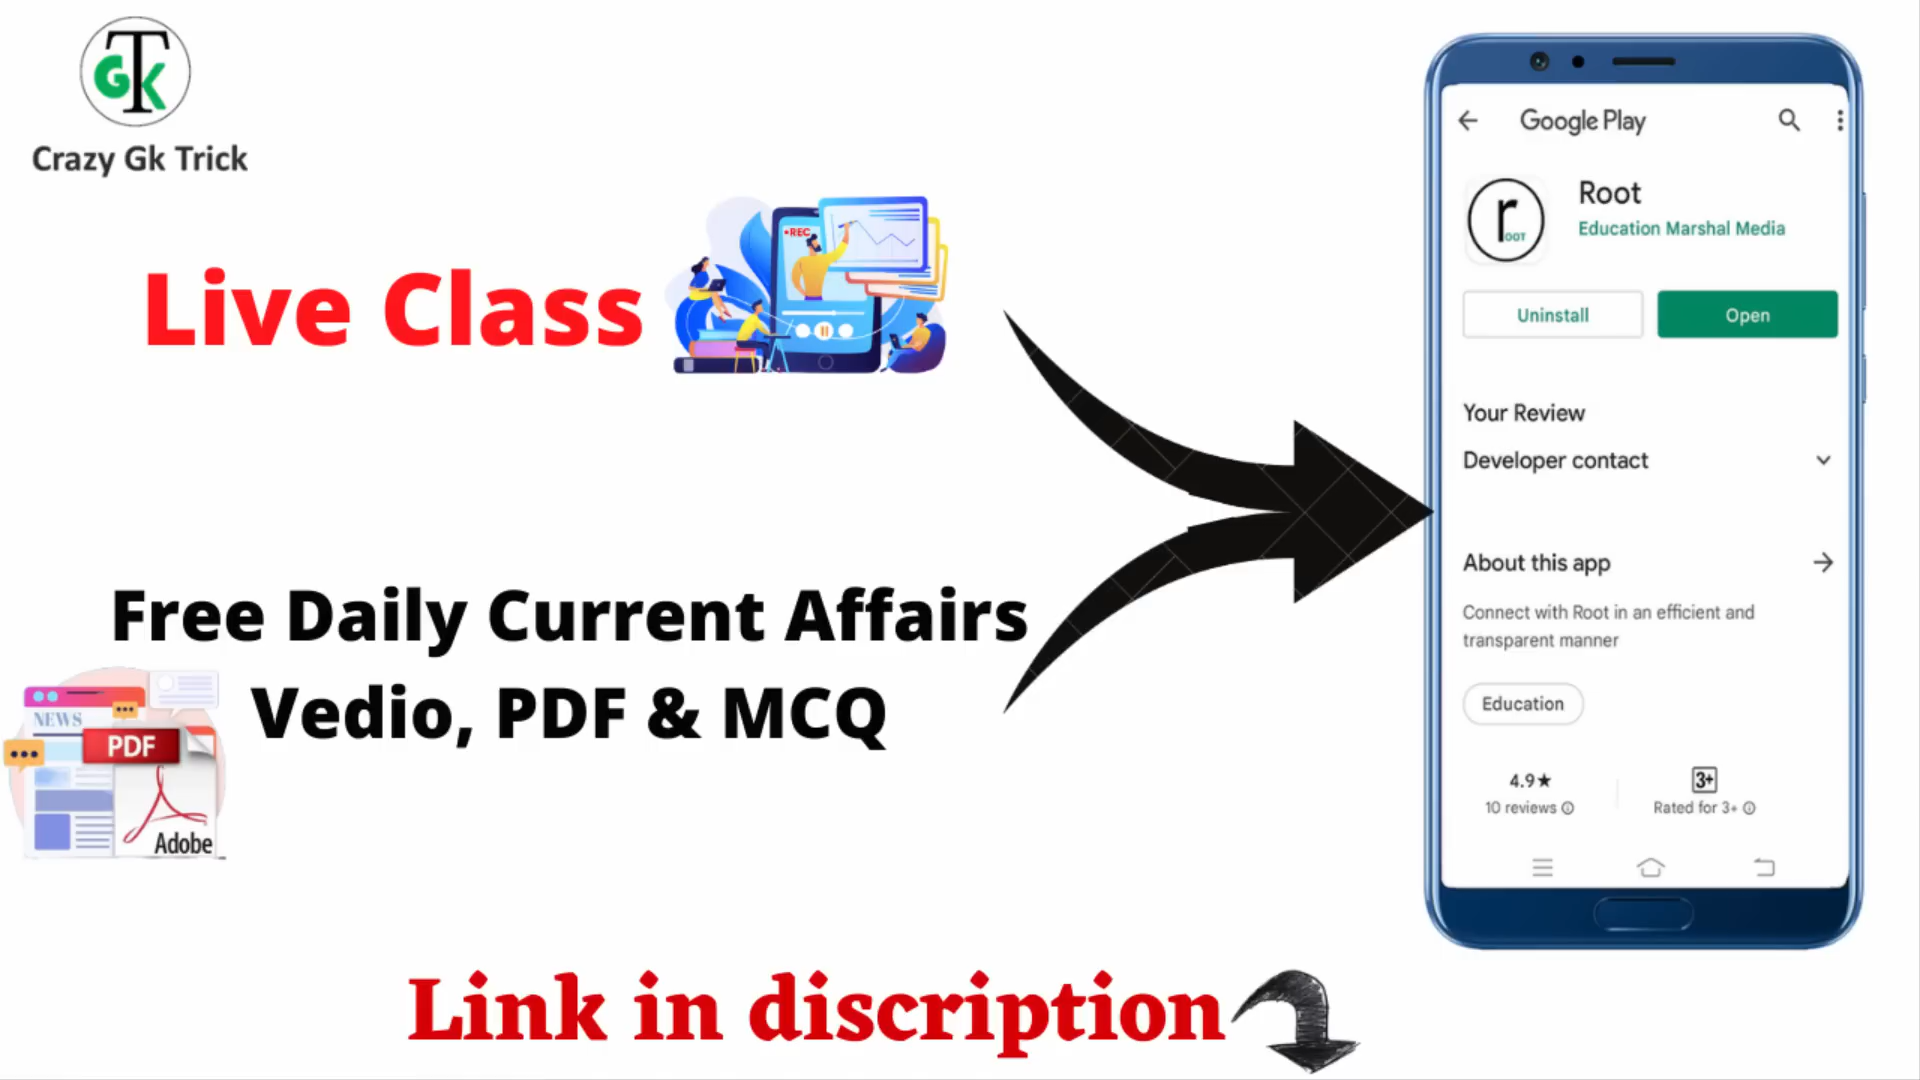 GTK
Crazy Gk Trick
Live Class
•REC
Free Daily Current Affairs
Vedio, PDF & MCQ
NEWS
PDF
Adobe
Link in discription
Google Play
rOOT
Root
Education Marshal Media
Uninstall
Open
Your Review
Developer contact
About this app
Connect with Root in an efficient and
transparent manner
Education
4.9★
10 reviews
3+
Rated for 3+